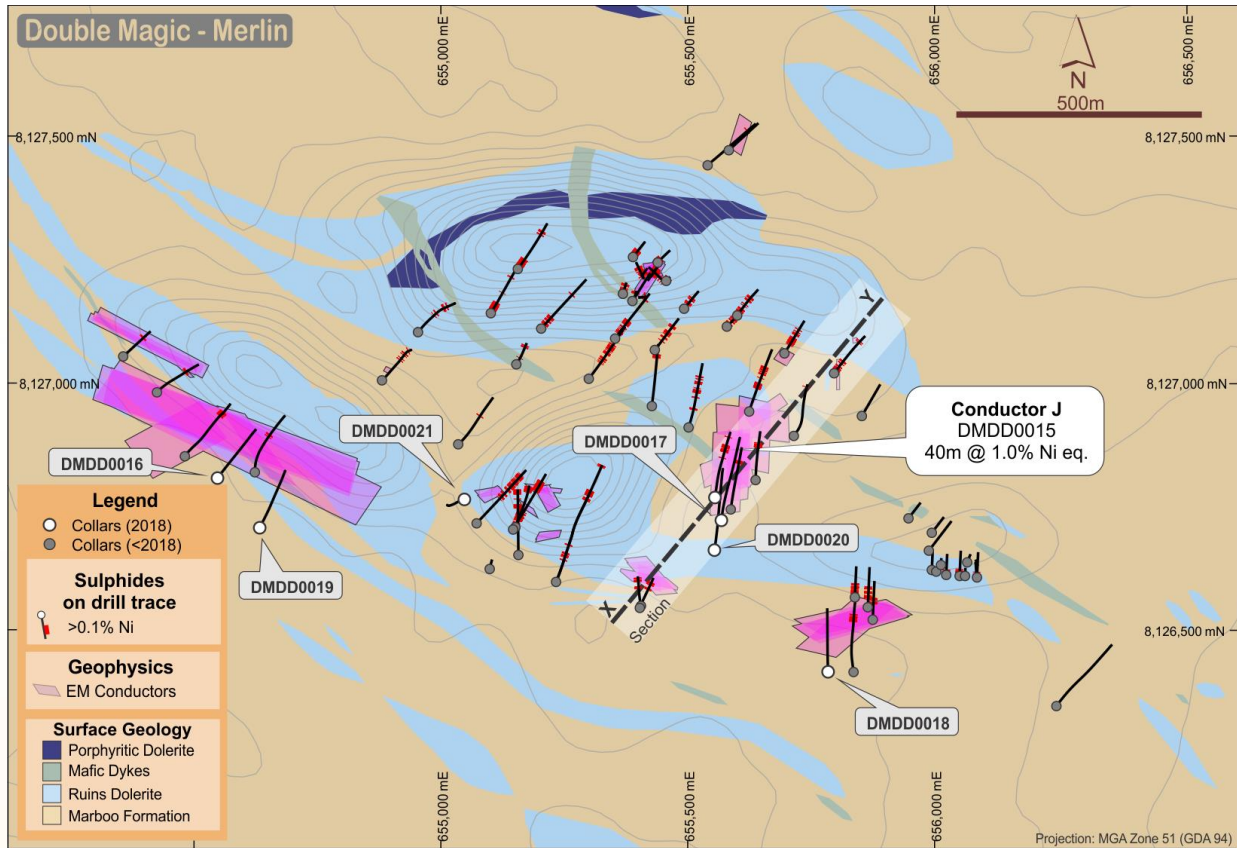 Double Magic - Merlin
655,000 mE
655,500 mE
656,000 mE
656,500 mE
N
500m
8,127,500 mN
8,127,500 mN
8,127,000 mN
8,127,000 mN
Y
Conductor J
DMDD0015
40m @ 1.0% Ni eq.
DMDD0021
DMDD0017
DMDD0016
DMDD0019
DMDD0020
X
Section
8,126,500 mN
DMDD0018
Legend
Collars (2018)
Collars (<2018)
Sulphides
on drill trace
>0.1% Ni
Geophysics
EM Conductors
Surface Geology
Porphyritic Dolerite
Mafic Dykes
Ruins Dolerite
Marboo Formation
655,000 mE
655,500 mE
656,000 mE
Projection: MGA Zone 51 (GDA 94)